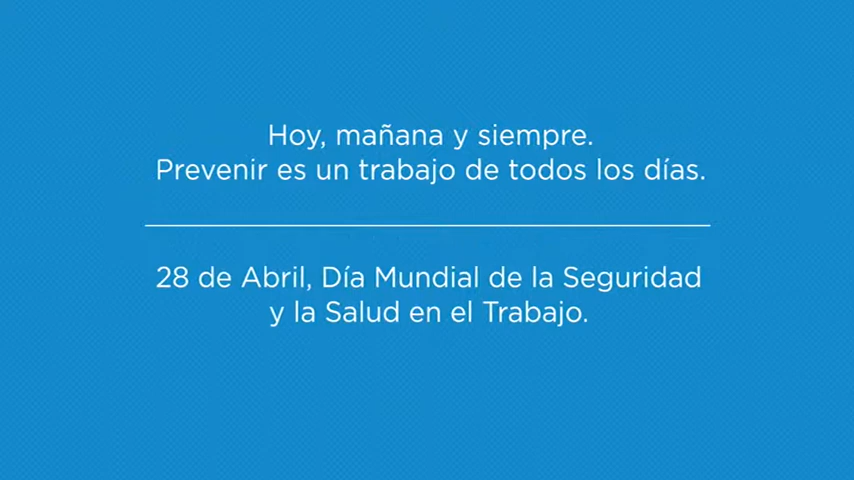 Hoy, mañana y siempre.
Prevenir es un trabajo de todos los días.
28 de Abril, Día Mundial de la Seguridad
y la Salud en el Trabajo.